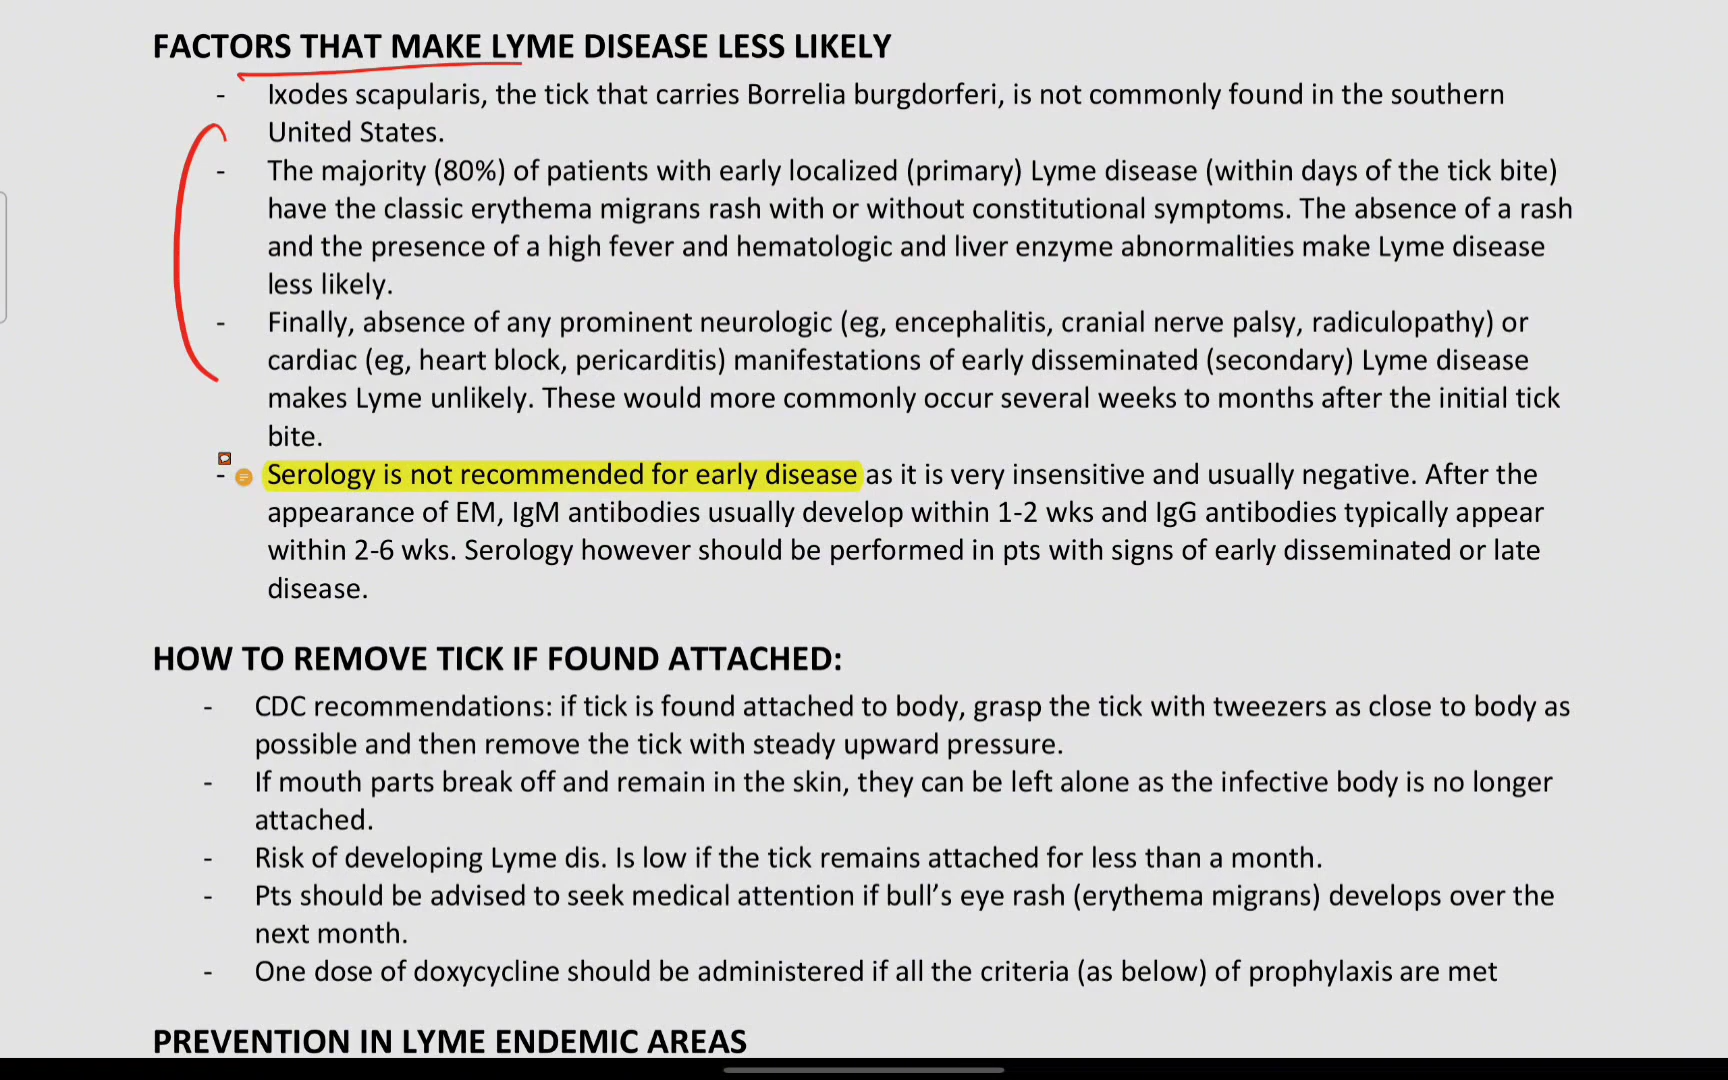 FACTORS THAT MAKE LYME DISEASE LESS LIKELY
- Ixodes scapularis, the tick that carries Borrelia burgdorferi, is not commonly found in the southern
United States.
- The majority (80%) of patients with early localized (primary) Lyme disease (within days of the tick bite)
have the classic erythema migrans rash with or without constitutional symptoms. The absence of a rash
and the presence of a high fever and hematologic and liver enzyme abnormalities make Lyme disease
less likely.
- Finally, absence of any prominent neurologic (eg, encephalitis, cranial nerve palsy, radiculopathy) or
cardiac (eg, heart block, pericarditis) manifestations of early disseminated (secondary) Lyme disease
makes Lyme unlikely. These would more commonly occur several weeks to months after the initial tick
bite.
- Serology is not recommended for early disease as it is very insensitive and usually negative. After the
appearance of EM, IgM antibodies usually develop within 1-2 wks and IgG antibodies typically appear
within 2-6 wks. Serology however should be performed in pts with signs of early disseminated or late
disease.
HOW TO REMOVE TICK IF FOUND ATTACHED:
- CDC recommendations: if tick is found attached to body, grasp the tick with tweezers as close to body as
possible and then remove the tick with steady upward pressure.
- If mouth parts break off and remain in the skin, they can be left alone as the infective body is no longer
attached.
- Risk of developing Lyme dis. Is low if the tick remains attached for less than a month.
- Pts should be advised to seek medical attention if bull’s eye rash (erythema migrans) develops over the
next month.
- One dose of doxycycline should be administered if all the criteria (as below) of prophylaxis are met
PREVENTION IN LYME ENDEMIC AREAS